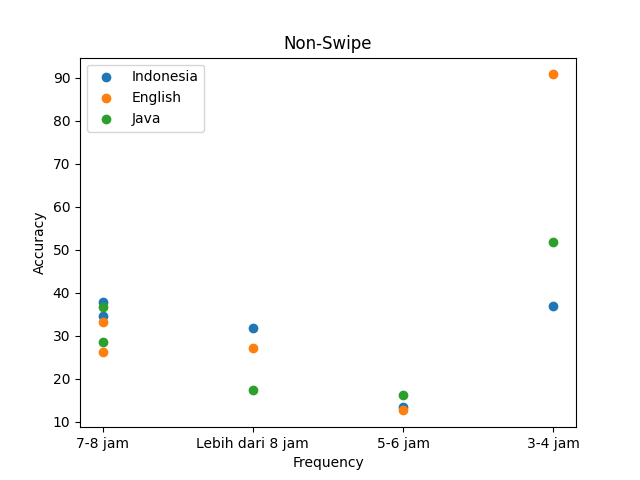 Non-Swipe
Indonesia
English
Java
90
80
70
60
50
40
30
20
10
Accuracy
7-8 jam
Lebih dari 8 jam
5-6 jam
3-4 jam
Frequency